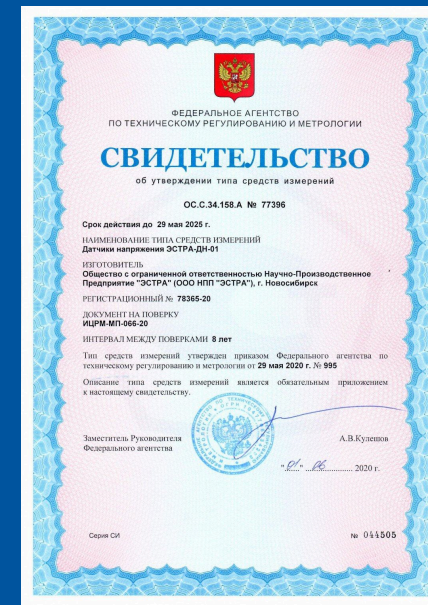 ФЕДЕРАЛЬНОЕ АГЕНТСТВО
ПО ТЕХНИЧЕСКОМУ РЕГУЛИРОВАНИЮ И МЕТРОЛОГИИ
СВИДЕТЕЛЬСТВО
об утверждении типа средств измерений
OC.C.34.158.A № 77396
Срок действия до 29 мая 2025 г.
НАИМЕНОВАНИЕ ТИПА СРЕДСТВ ИЗМЕРЕНИЙ
Датчики напряжения ЭСТРА-ДН-01
ИЗГОТОВИТЕЛЬ
Общество с ограниченной ответственностью Научно-Производственное
Предприятие "ЭСТРА" (ООО НПП "ЭСТРА"), г. Новосибирск
РЕГИСТРАЦИОННЫЙ № 78365-20
ДОКУМЕНТ НА ПОВЕРКУ
ИЦРМ-МП-066-20
ИНТЕРВАЛ МЕЖДУ ПОВЕРКАМИ 8 лет
Тип средств измерений утвержден приказом Федерального агентства по
техническому регулированию и метрологии от 29 мая 2020 г. № 995
Описание типа средств измерений является обязательным приложением
к настоящему свидетельству.
Заместитель Руководителя
Федерального агентства
А.В.Кулешов
"01" 06 2020 г.
Серия СИ
№ 044505